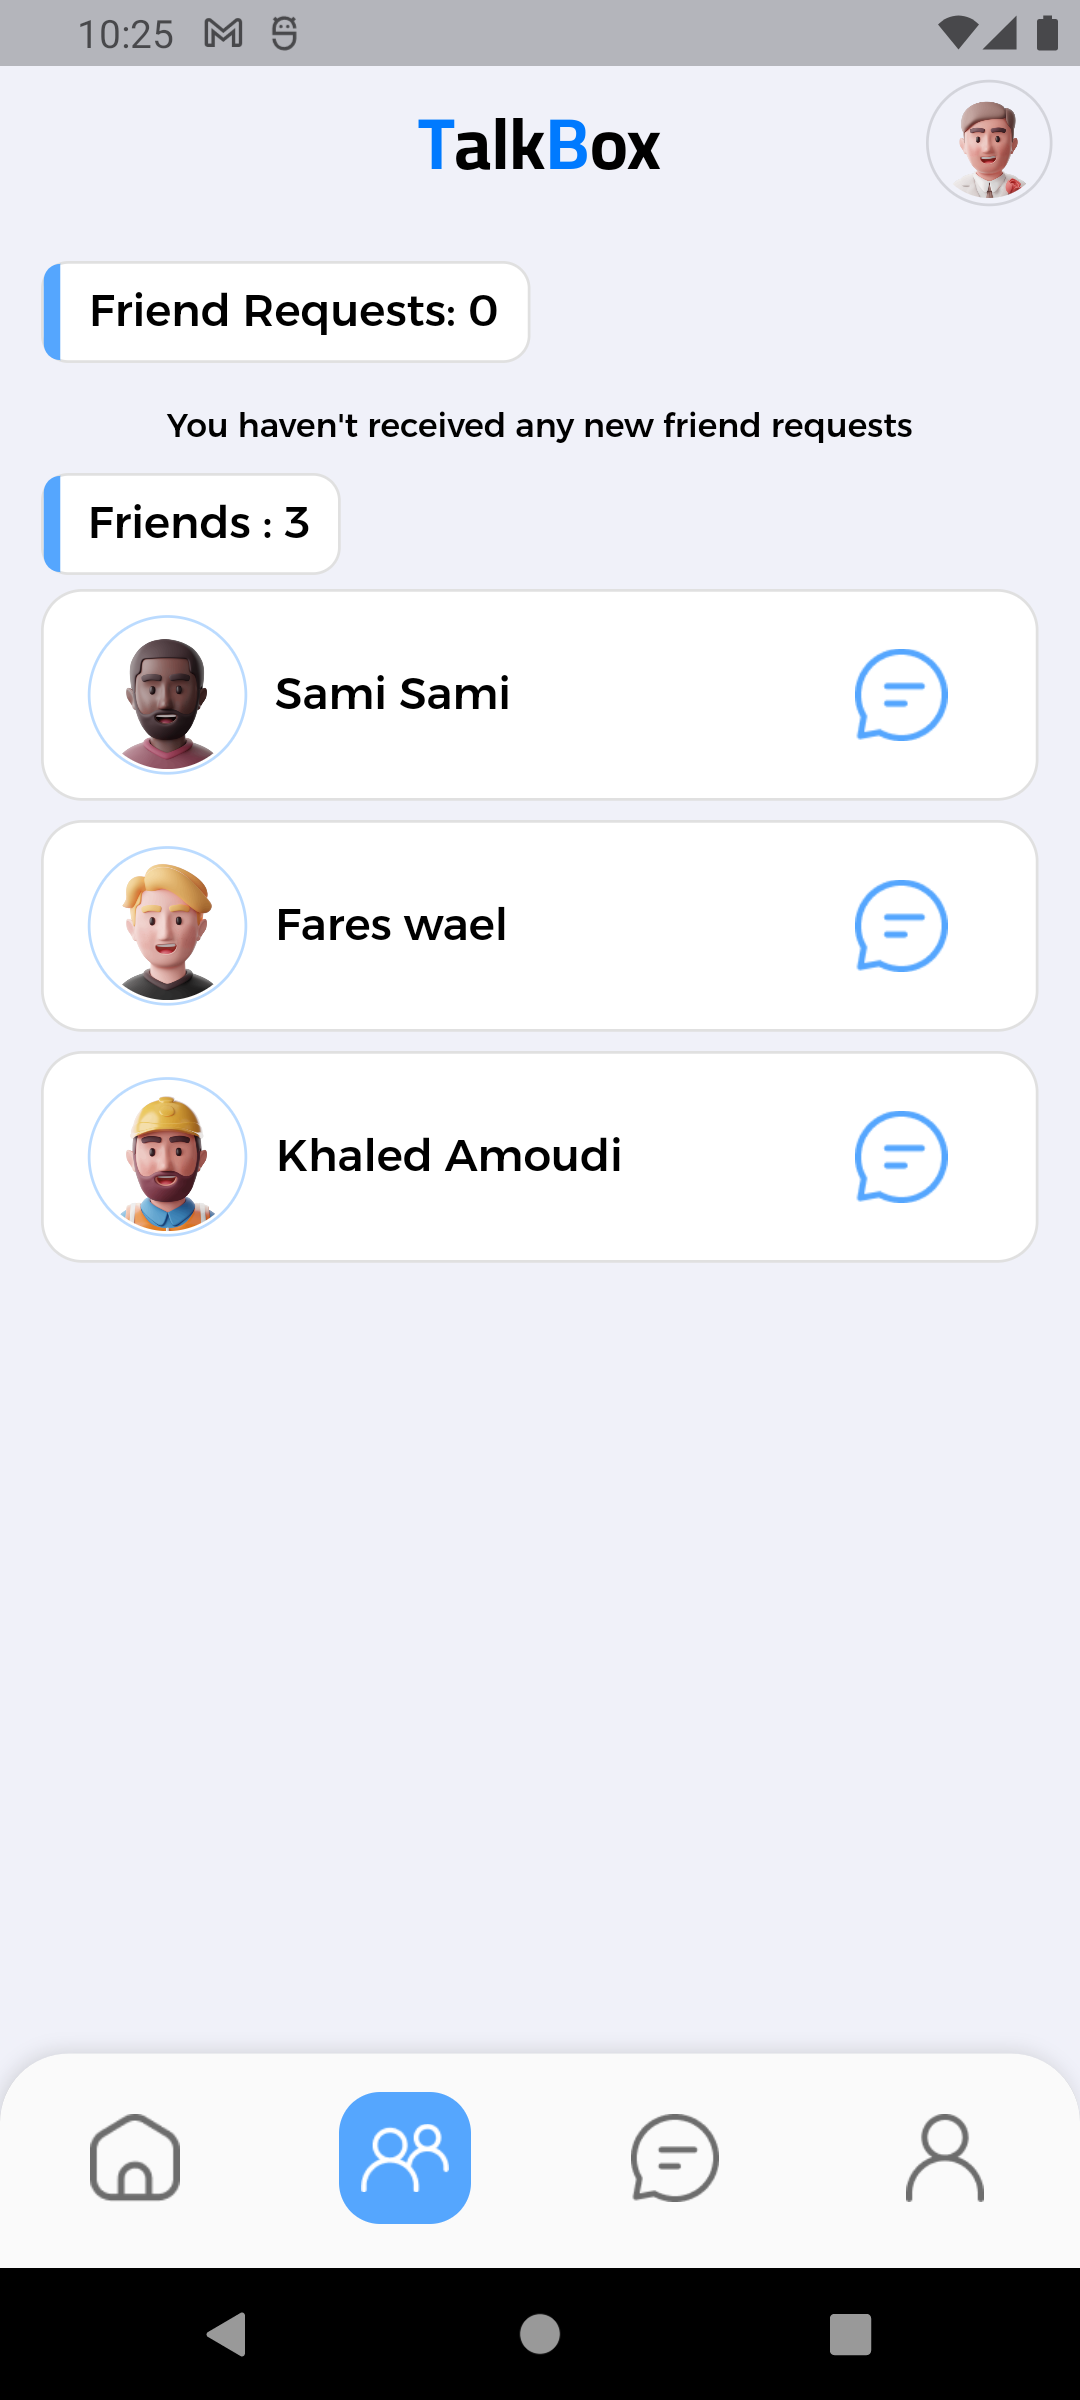 10:25
TalkBox
Friend Requests: 0
You haven't received any new friend requests
Friends : 3
Sami Sami
Fares wael
Khaled Amoudi